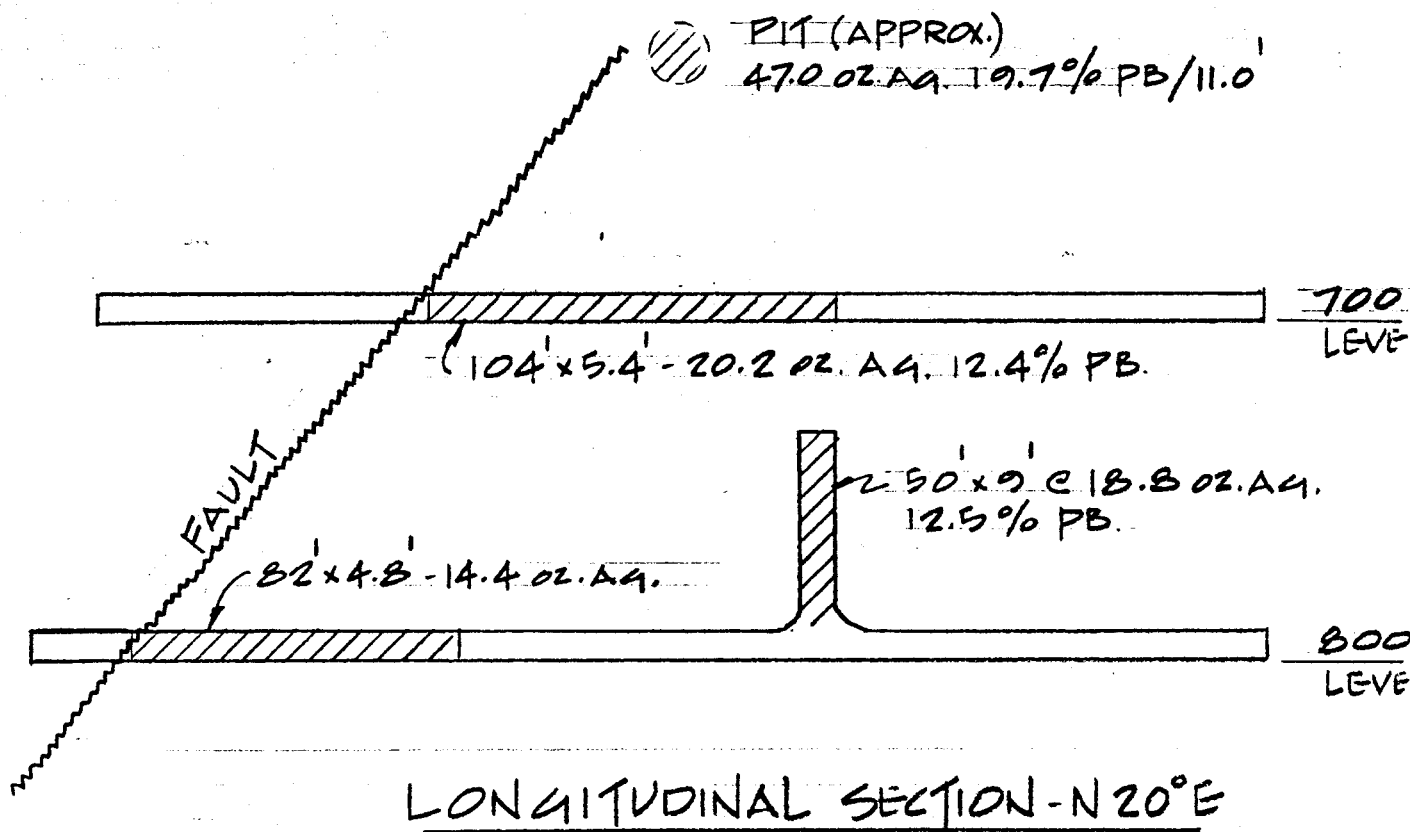 PIT (APPROX.)
47.0 OZ. AG. 19.7% PB/11.0'
700
LEVE
104'x5.4'-20.2 OZ. AG. 12.4% PB.
FAULT
50'x9' @ 18.8 OZ. AG.
12.5% PB.
82'x4.8'-14.4 OZ. AG.
800
LEVE
LONGITUDINAL SECTION - N20°E